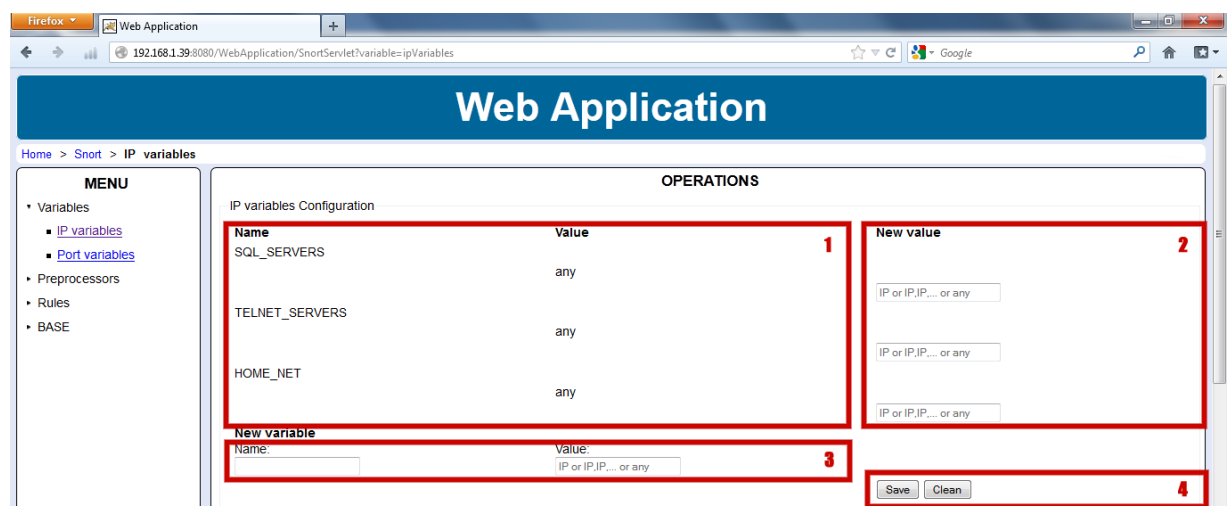 Firefox
Web Application
192.168.1.39:8080/WebApplication/SnortServlet?variable=ipVariables
Google
Web Application
Home > Snort > IP variables
MENU
Variables
IP variables
Port variables
Preprocessors
Rules
BASE
OPERATIONS
IP variables Configuration
Name Value 1 New value 2
SQL_SERVERS
any
IP or IP,IP,... or any
TELNET_SERVERS
any
IP or IP,IP,... or any
HOME_NET
any
IP or IP,IP,... or any
New variable
Name: Value: 3
IP or IP,IP,... or any
Save Clean 4